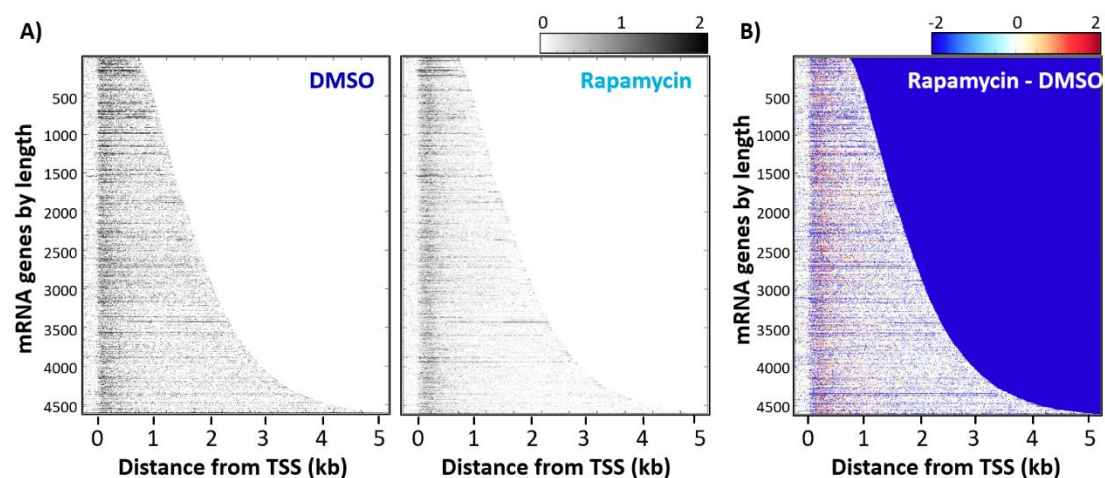 A)
0 1 2
DMSO
Rapamycin
mRNA genes by length
500
1000
1500
2000
2500
3000
3500
4000
4500
0 1 2 3 4 5
Distance from TSS (kb)
0 1 2 3 4 5
Distance from TSS (kb)
B)
-2 0 2
Rapamycin - DMSO
mRNA genes by length
500
1000
1500
2000
2500
3000
3500
4000
4500
0 1 2 3 4 5
Distance from TSS (kb)